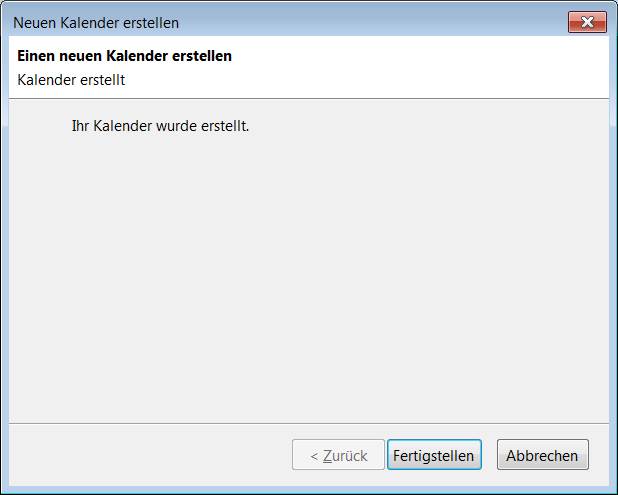 Neuen Kalender erstellen
Einen neuen Kalender erstellen
Kalender erstellt
Ihr Kalender wurde erstellt.
< Zurück Fertigstellen Abbrechen